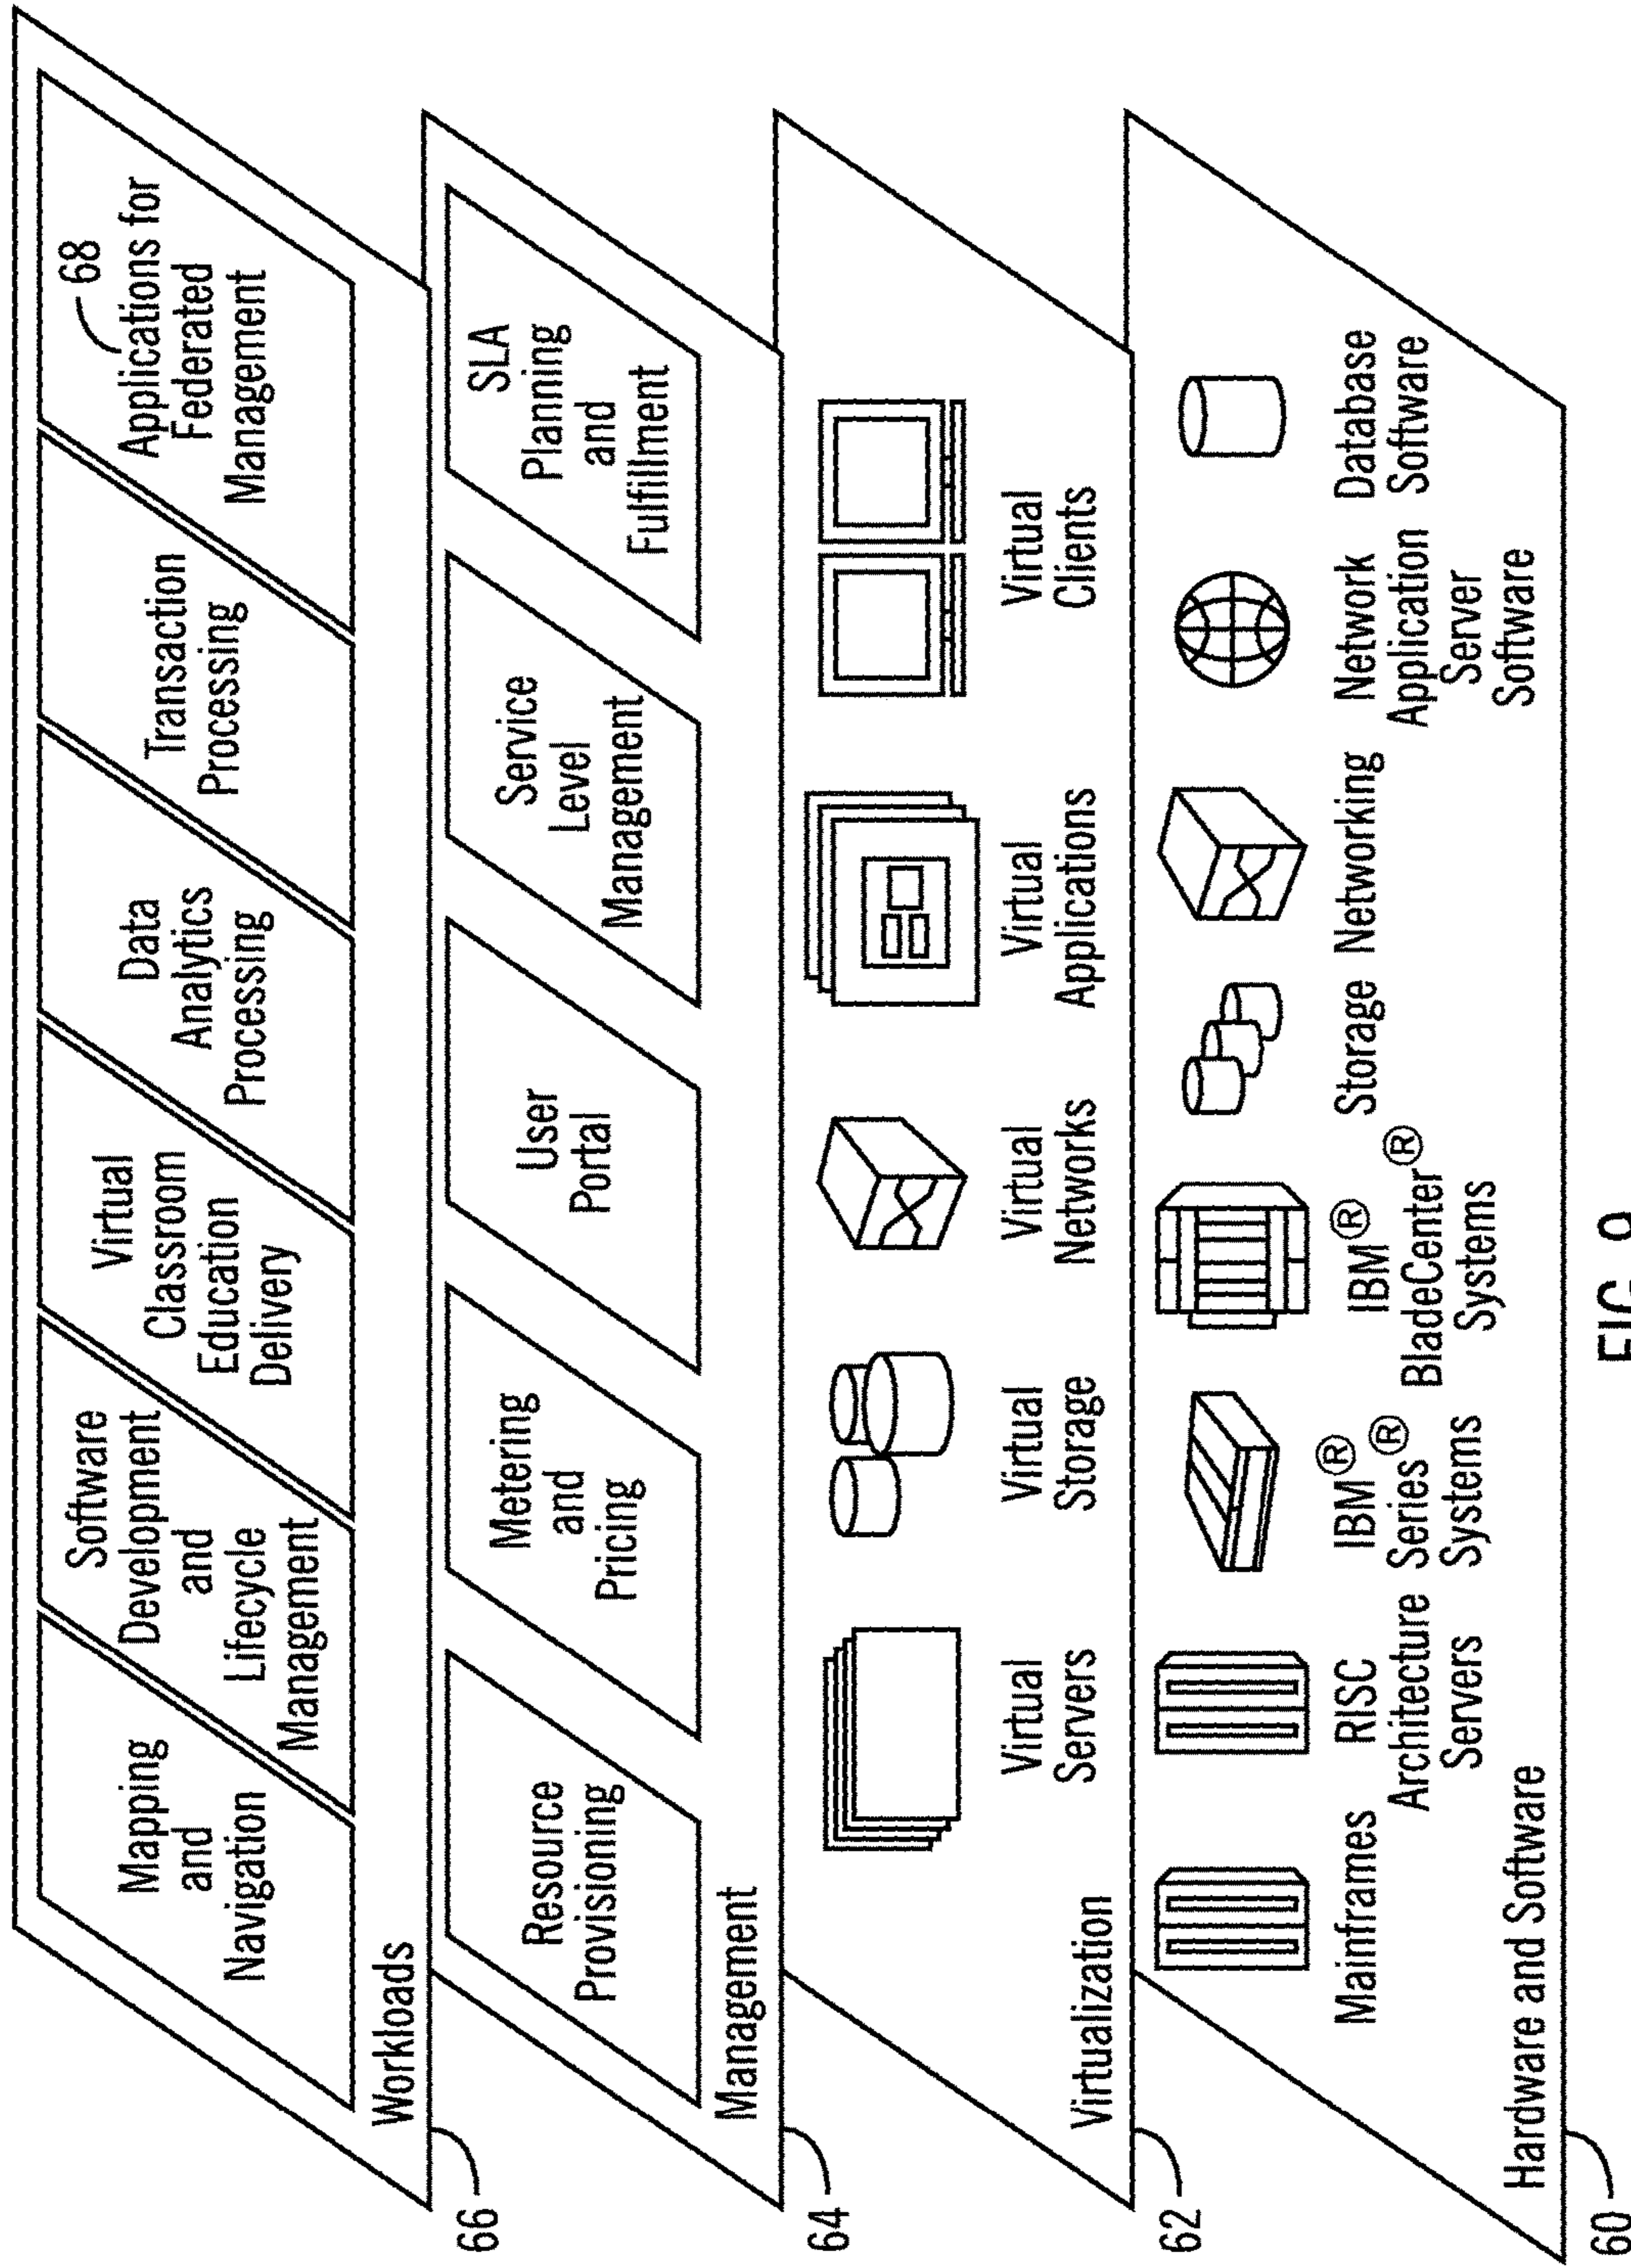 68
Mapping
and
Navigation
Software
Development
and
Lifecycle
Management
Virtual
Classroom
Education
Delivery
Data
Analytics
Processing
Transaction
Processing
Applications for
Federated
Management
Workloads
66
Resource
Provisioning
Metering
and
Pricing
User
Portal
Service
Level
Management
SLA
Planning
and
Fulfillment
Management
64
Virtual
Servers
Virtual
Storage
Virtual
Networks
Virtual
Applications
Virtual
Clients
Virtualization
62
Mainframes
RISC
Architecture
Servers
IBM®
Series®
Systems
IBM®
BladeCenter®
Systems
Storage
Networking
Network
Application
Server
Software
Database
Software
Hardware and Software
60
FIG. 9